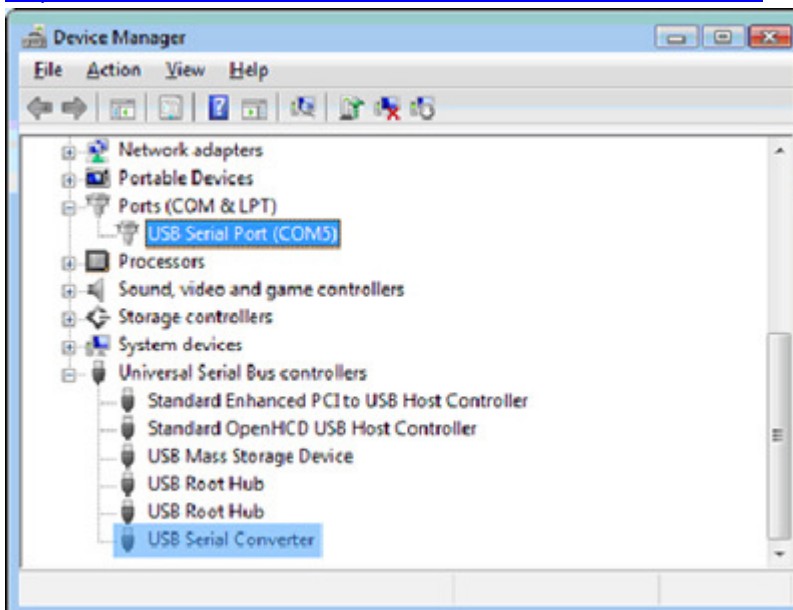 Device Manager
File Action View Help
Network adapters
Portable Devices
Ports (COM & LPT)
USB Serial Port (COM5)
Processors
Sound, video and game controllers
Storage controllers
System devices
Universal Serial Bus controllers
Standard Enhanced PCI to USB Host Controller
Standard OpenHCD USB Host Controller
USB Mass Storage Device
USB Root Hub
USB Root Hub
USB Serial Converter